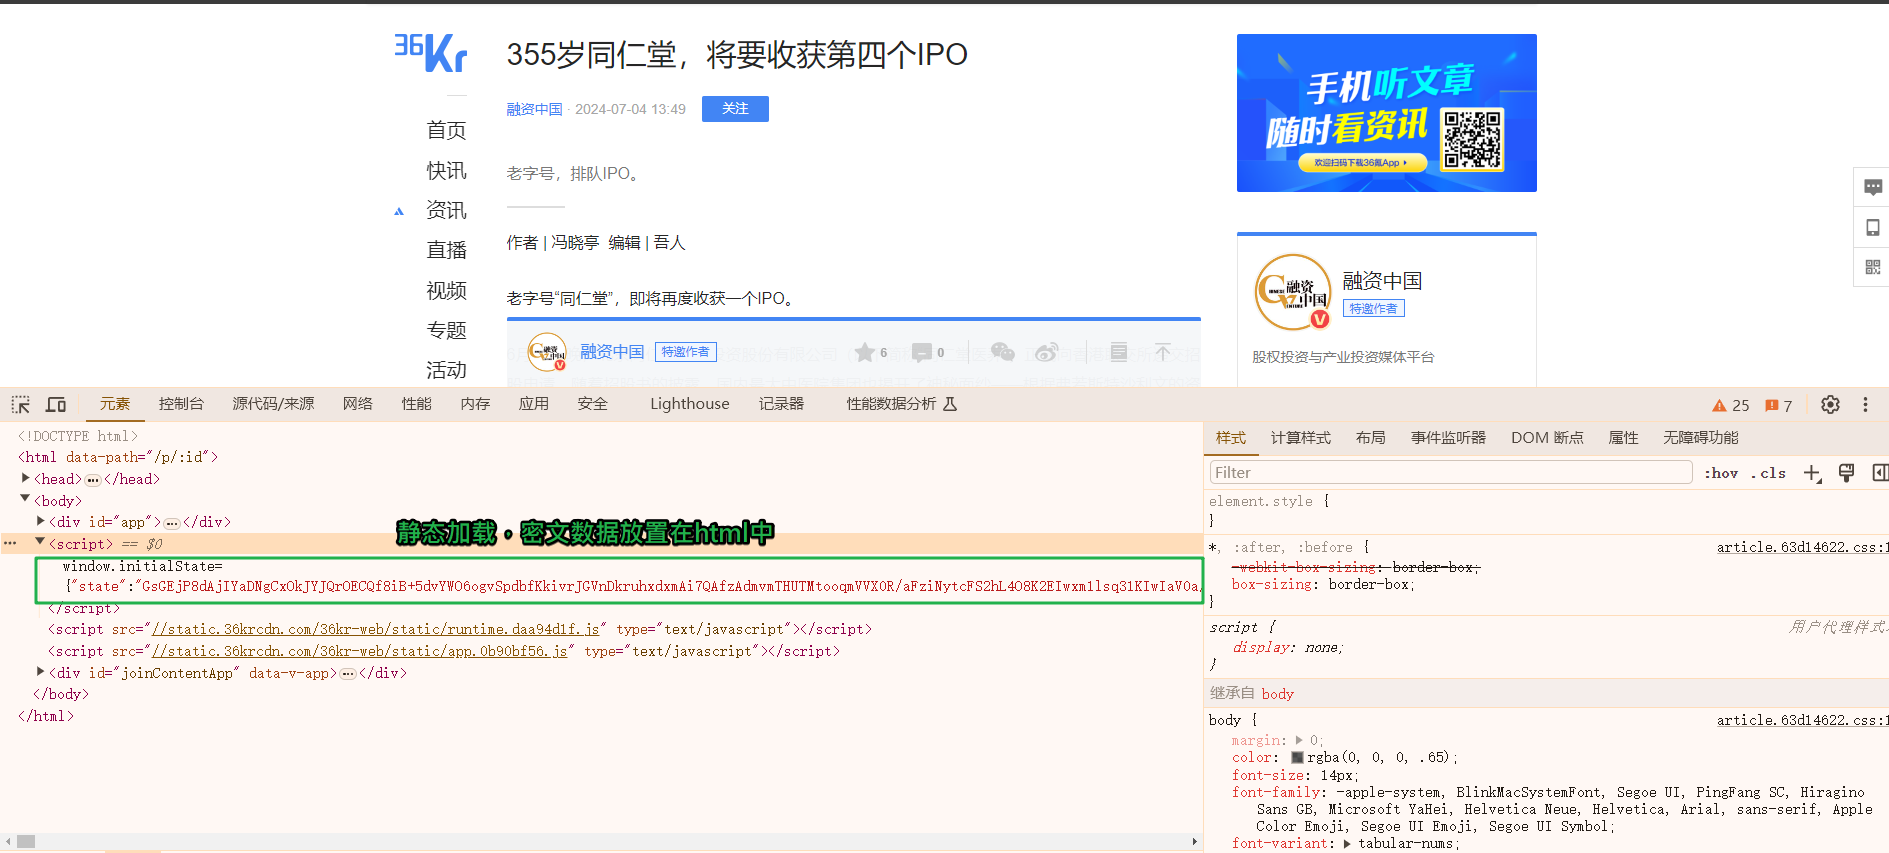 36Kr
355岁同仁堂，将要收获第四个IPO
融资中国 · 2024-07-04 13:49 关注
首页
快讯
资讯
直播
视频
专题
活动
老字号，排队IPO。
作者 | 冯晓亭 编辑 | 吾人
老字号“同仁堂”，即将再度收获一个IPO。
融资中国 特邀作者 6 0
手机听文章
随时看资讯
欢迎扫码下载36氪App
融资中国
特邀作者
股权投资与产业投资媒体平台
元素 控制台 源代码/来源 网络 性能 内存 应用 安全 Lighthouse 记录器 性能数据分析 25 7
<!DOCTYPE html>
<html data-path="/p/:id">
<head>…</head>
<body>
<div id="app">…</div>
静态加载，密文数据放置在html中
<script> == $0
window.initialState=
{"state":"GsGEjP8dAjIYaDNgCxOkJYJQrOECQf8iB+5dvYWO6ogvSpdbfKkivrJGVnDkruhxdxmAi7QAfzAdmvmTHUTMtooqmVVXOR/aFziNytcFS2hL4O8K2EIwxm1lsq31KIwIaV0a
</script>
<script src="//static.36krcdn.com/36kr-web/static/runtime.daa94d1f.js" type="text/javascript"></script>
<script src="//static.36krcdn.com/36kr-web/static/app.0b90bf56.js" type="text/javascript"></script>
<div id="joinContentApp" data-v-app>…</div>
</body>
</html>
样式 计算样式 布局 事件监听器 DOM 断点 属性 无障碍功能
Filter :hov .cls
element.style {
}
*, :after, :before { article.63d14622.css:1
-webkit-box-sizing: border-box;
box-sizing: border-box;
}
script { 用户代理样式
display: none;
}
继承自 body
body { article.63d14622.css:1
margin: 0;
color: rgba(0, 0, 0, .65);
font-size: 14px;
font-family: -apple-system, BlinkMacSystemFont, Segoe UI, PingFang SC, Hiragino
Sans GB, Microsoft YaHei, Helvetica Neue, Helvetica, Arial, sans-serif, Apple
Color Emoji, Segoe UI Emoji, Segoe UI Symbol;
font-variant: tabular-nums;